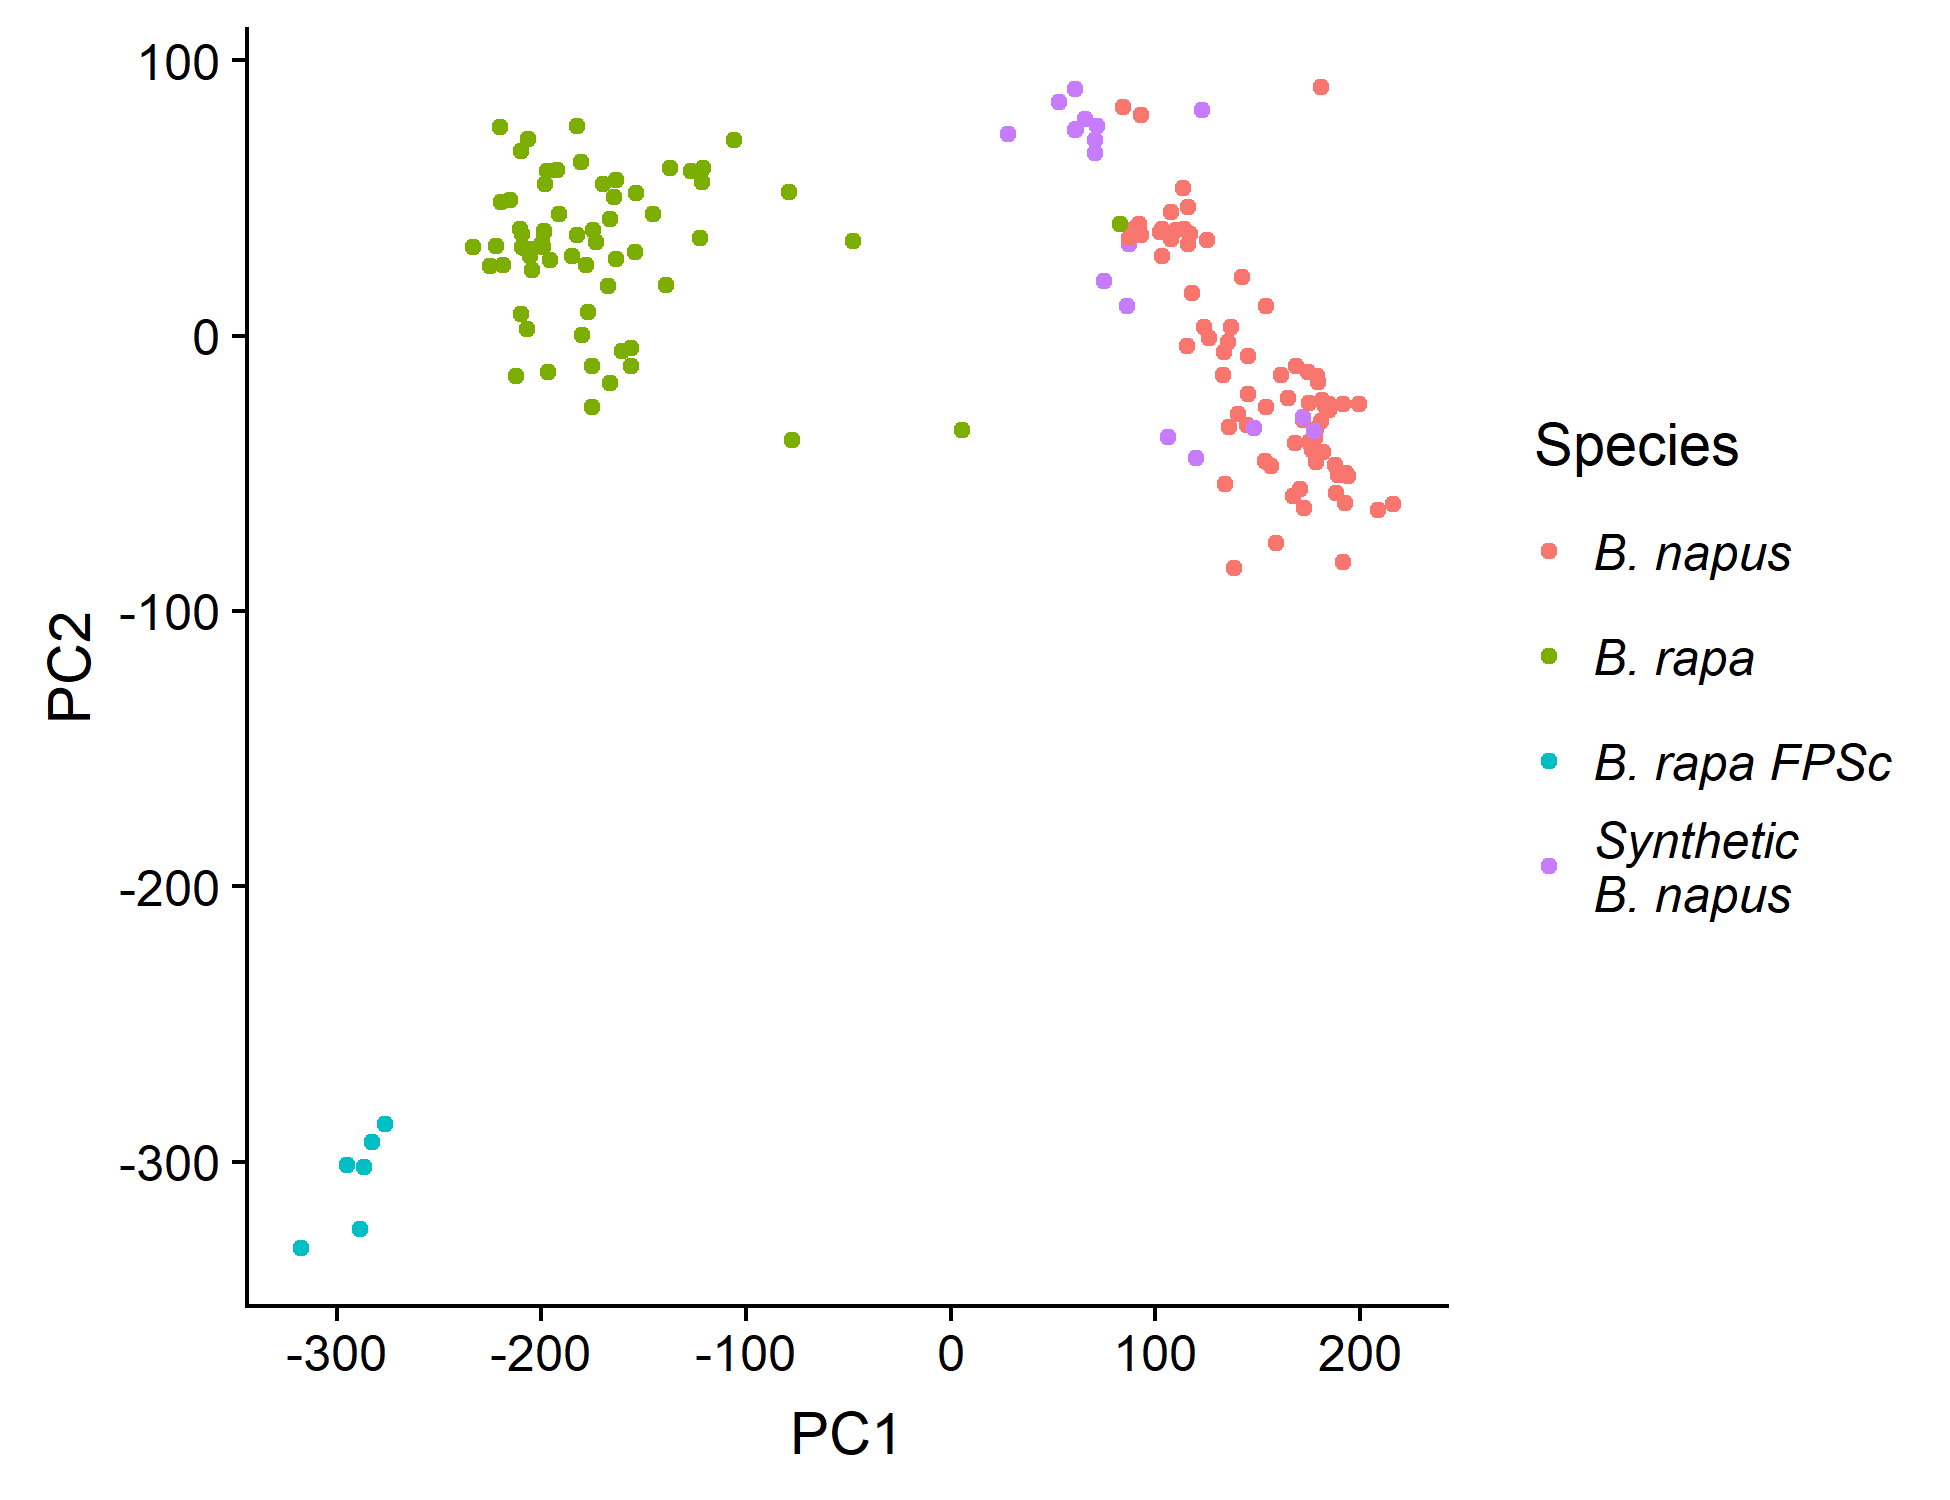 100
0
-100
-200
-300
PC2
-300
-200
-100
0
100
200
PC1
Species
B. napus
B. rapa
B. rapa FPSc
Synthetic
B. napus